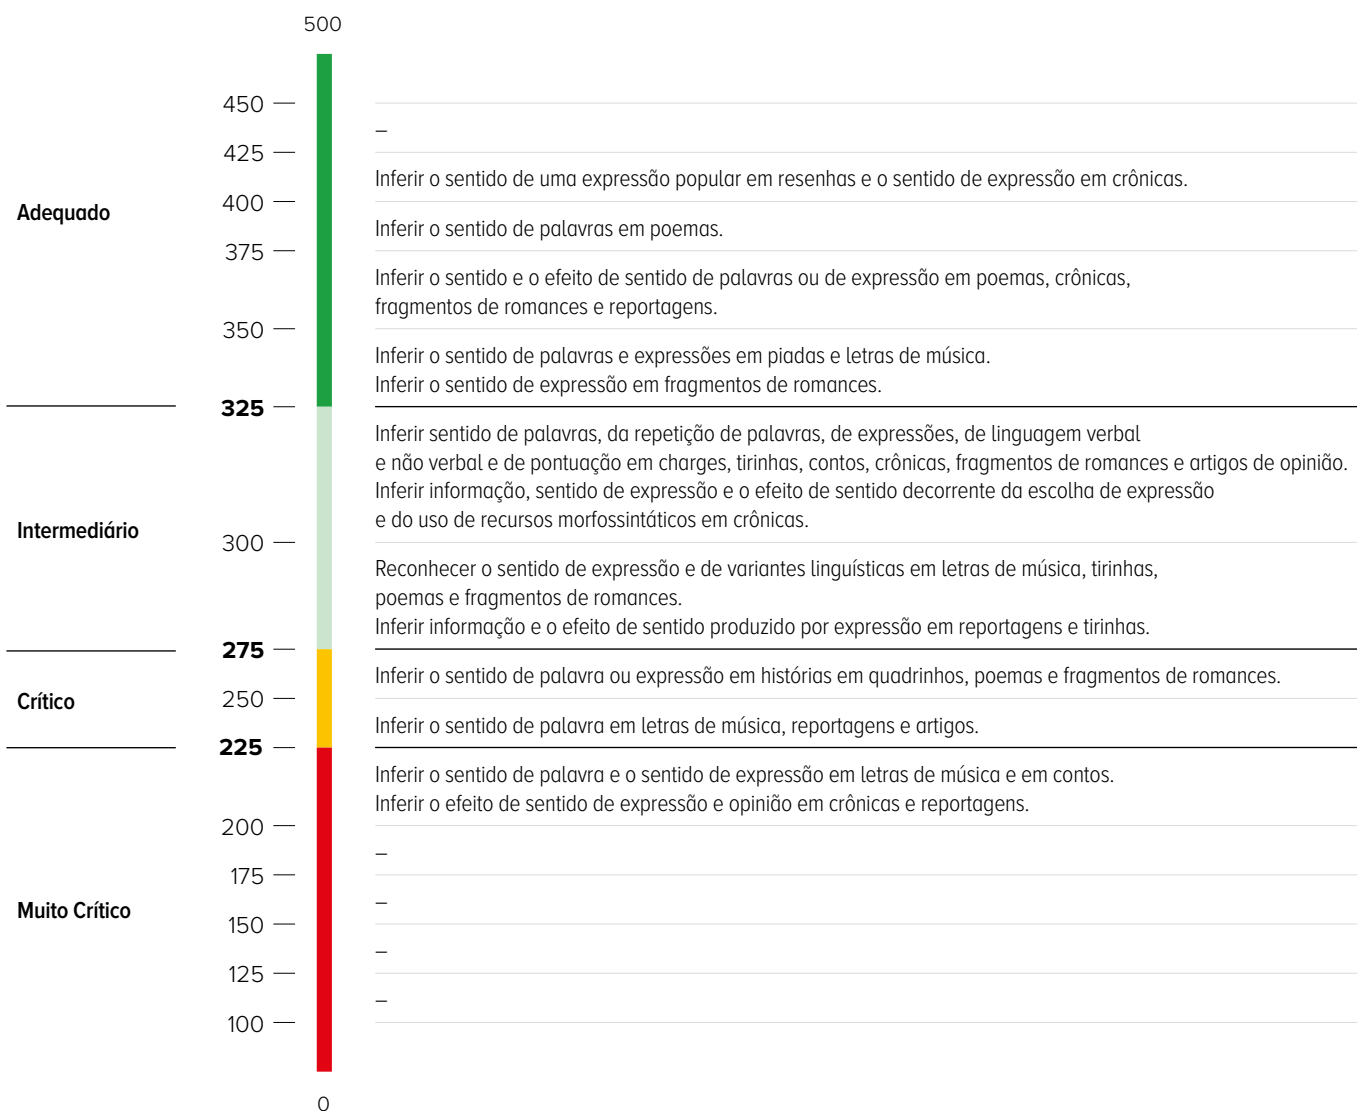 500
450
–
425
Inferir o sentido de uma expressão popular em resenhas e o sentido de expressão em crônicas.
400
Adequado
Inferir o sentido de palavras em poemas.
375
Inferir o sentido e o efeito de sentido de palavras ou de expressão em poemas, crônicas,
fragmentos de romances e reportagens.
350
Inferir o sentido de palavras e expressões em piadas e letras de música.
Inferir o sentido de expressão em fragmentos de romances.
325
Inferir sentido de palavras, da repetição de palavras, de expressões, de linguagem verbal
e não verbal e de pontuação em charges, tirinhas, contos, crônicas, fragmentos de romances e artigos de opinião.
Inferir informação, sentido de expressão e o efeito de sentido decorrente da escolha de expressão
e do uso de recursos morfossintáticos em crônicas.
Intermediário
300
Reconhecer o sentido de expressão e de variantes linguísticas em letras de música, tirinhas,
poemas e fragmentos de romances.
Inferir informação e o efeito de sentido produzido por expressão em reportagens e tirinhas.
275
Inferir o sentido de palavra ou expressão em histórias em quadrinhos, poemas e fragmentos de romances.
Crítico
250
Inferir o sentido de palavra em letras de música, reportagens e artigos.
225
Inferir o sentido de palavra e o sentido de expressão em letras de música e em contos.
Inferir o efeito de sentido de expressão e opinião em crônicas e reportagens.
200
–
175
–
Muito Crítico
150
–
125
–
100
0